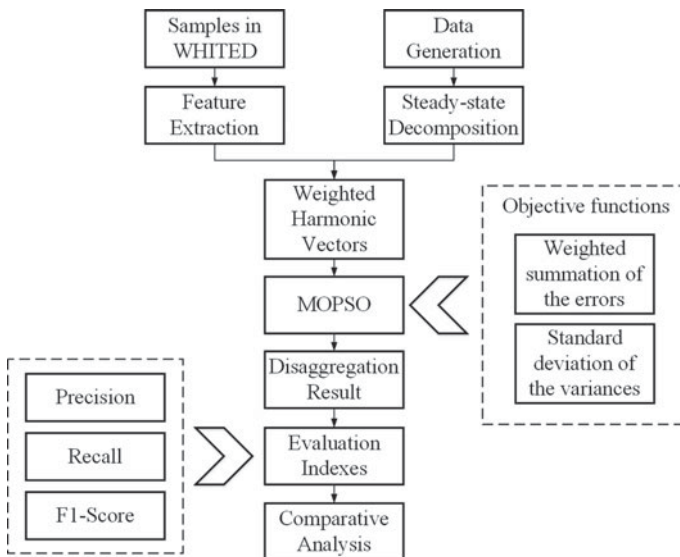 Samples in
WHITED
Data
Generation
Feature
Extraction
Steady-state
Decomposition
Weighted
Harmonic
Vectors
Objective functions
Weighted
summation of
the errors
MOPSO
Standard
deviation of
the variances
Disaggregation
Result
Precision
Recall
F1-Score
Evaluation
Indexes
Comparative
Analysis